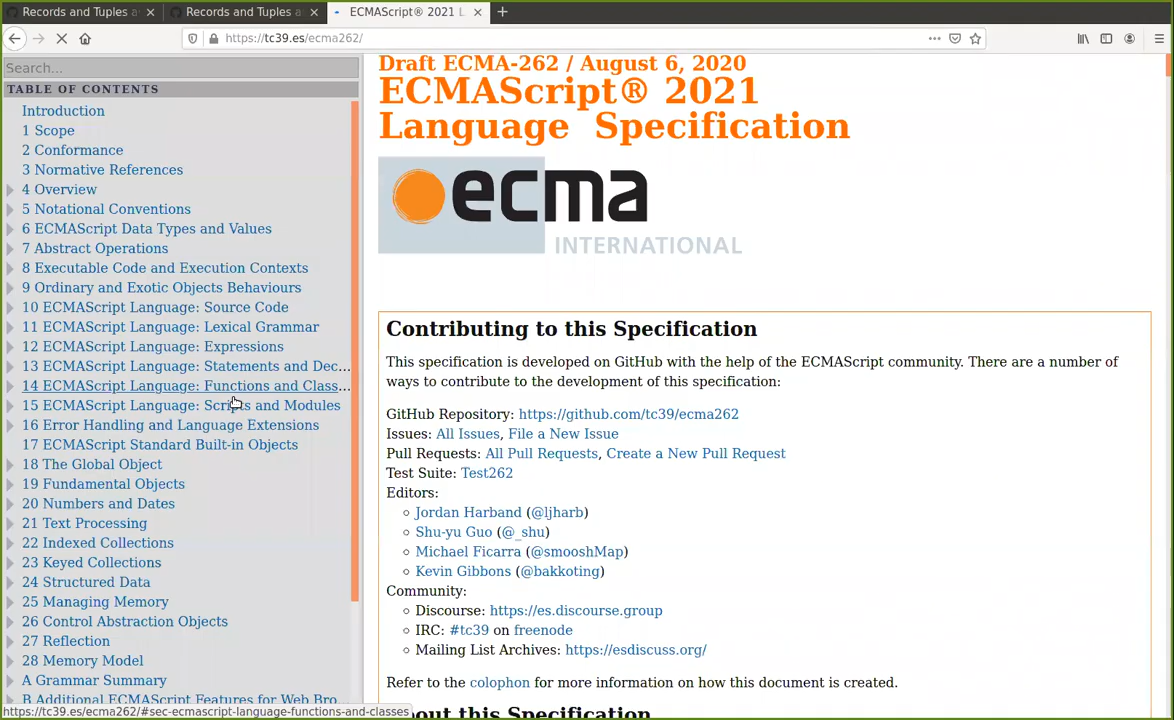 Records and Tuples a
Records and Tuples a
ECMAScript® 2021 L
https://tc39.es/ecma262/
Search...
TABLE OF CONTENTS
Introduction
1 Scope
2 Conformance
3 Normative References
4 Overview
5 Notational Conventions
6 ECMAScript Data Types and Values
7 Abstract Operations
8 Executable Code and Execution Contexts
9 Ordinary and Exotic Objects Behaviours
10 ECMAScript Language: Source Code
11 ECMAScript Language: Lexical Grammar
12 ECMAScript Language: Expressions
13 ECMAScript Language: Statements and Dec...
14 ECMAScript Language: Functions and Class...
15 ECMAScript Language: Scripts and Modules
16 Error Handling and Language Extensions
17 ECMAScript Standard Built-in Objects
18 The Global Object
19 Fundamental Objects
20 Numbers and Dates
21 Text Processing
22 Indexed Collections
23 Keyed Collections
24 Structured Data
25 Managing Memory
26 Control Abstraction Objects
27 Reflection
28 Memory Model
A Grammar Summary
B Additional ECMAScript Features for Web Bro...
https://tc39.es/ecma262/#sec-ecmascript-language-functions-and-classes
Draft ECMA-262 / August 6, 2020
ECMAScript® 2021
Language Specification
ecma
INTERNATIONAL
Contributing to this Specification
This specification is developed on GitHub with the help of the ECMAScript community. There are a number of
ways to contribute to the development of this specification:
GitHub Repository: https://github.com/tc39/ecma262
Issues: All Issues, File a New Issue
Pull Requests: All Pull Requests, Create a New Pull Request
Test Suite: Test262
Editors:
Jordan Harband (@ljharb)
Shu-yu Guo (@_shu)
Michael Ficarra (@smooshMap)
Kevin Gibbons (@bakkoting)
Community:
Discourse: https://es.discourse.group
IRC: #tc39 on freenode
Mailing List Archives: https://esdiscuss.org/
Refer to the colophon for more information on how this document is created.
About this Specification